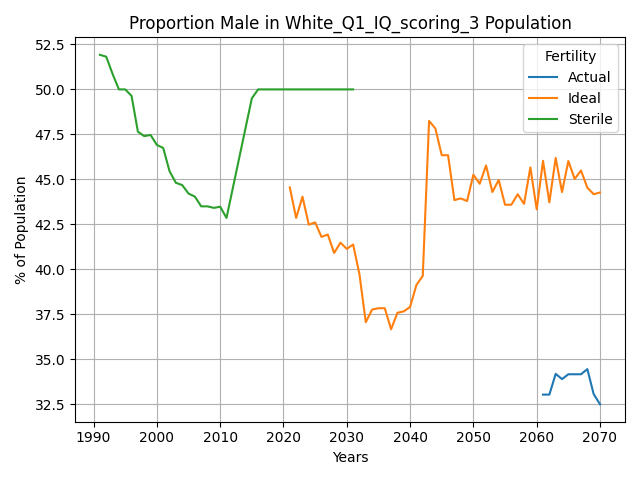 Proportion Male in White_Q1_IQ_scoring_3 Population
Fertility
Actual
Ideal
Sterile
% of Population
52.5
50.0
47.5
45.0
42.5
40.0
37.5
35.0
32.5
1990 2000 2010 2020 2030 2040 2050 2060 2070
Years